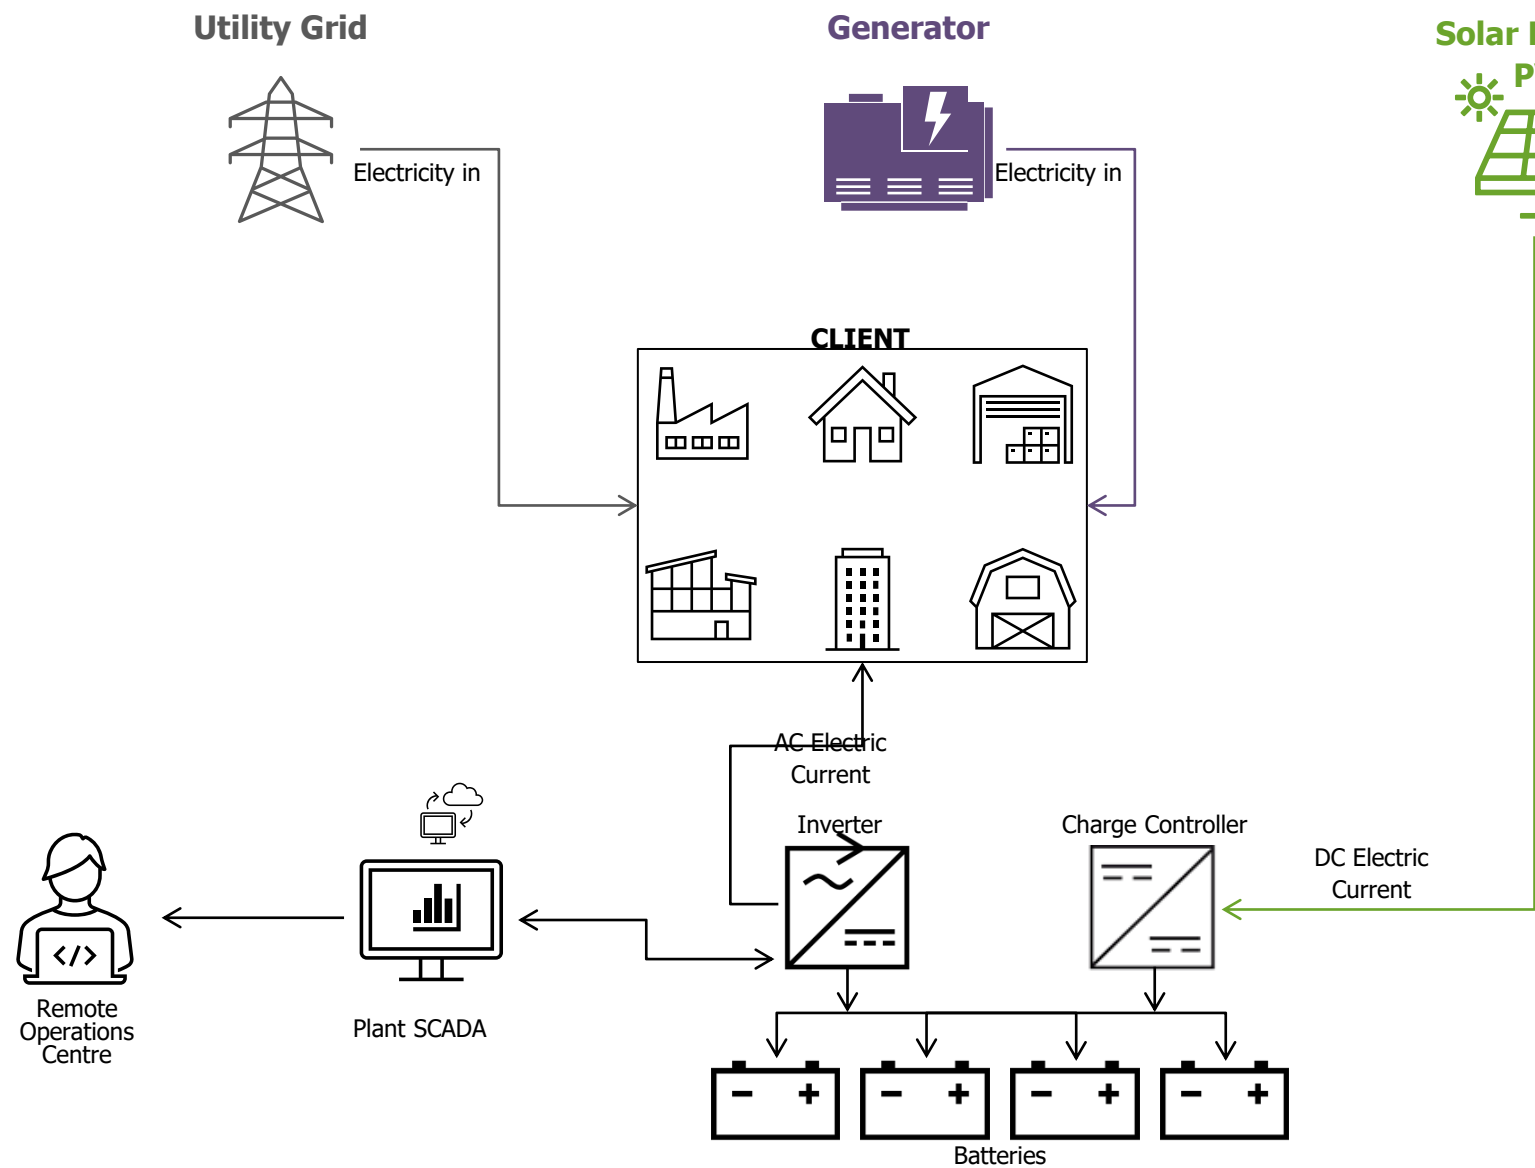 Utility Grid
Generator
Solar
Electricity in
Electricity in
CLIENT
AC Electric
Current
Inverter
Charge Controller
DC Electric
Current
</>
Remote
Operations
Centre
Plant SCADA
- +
- +
- +
- +
Batteries